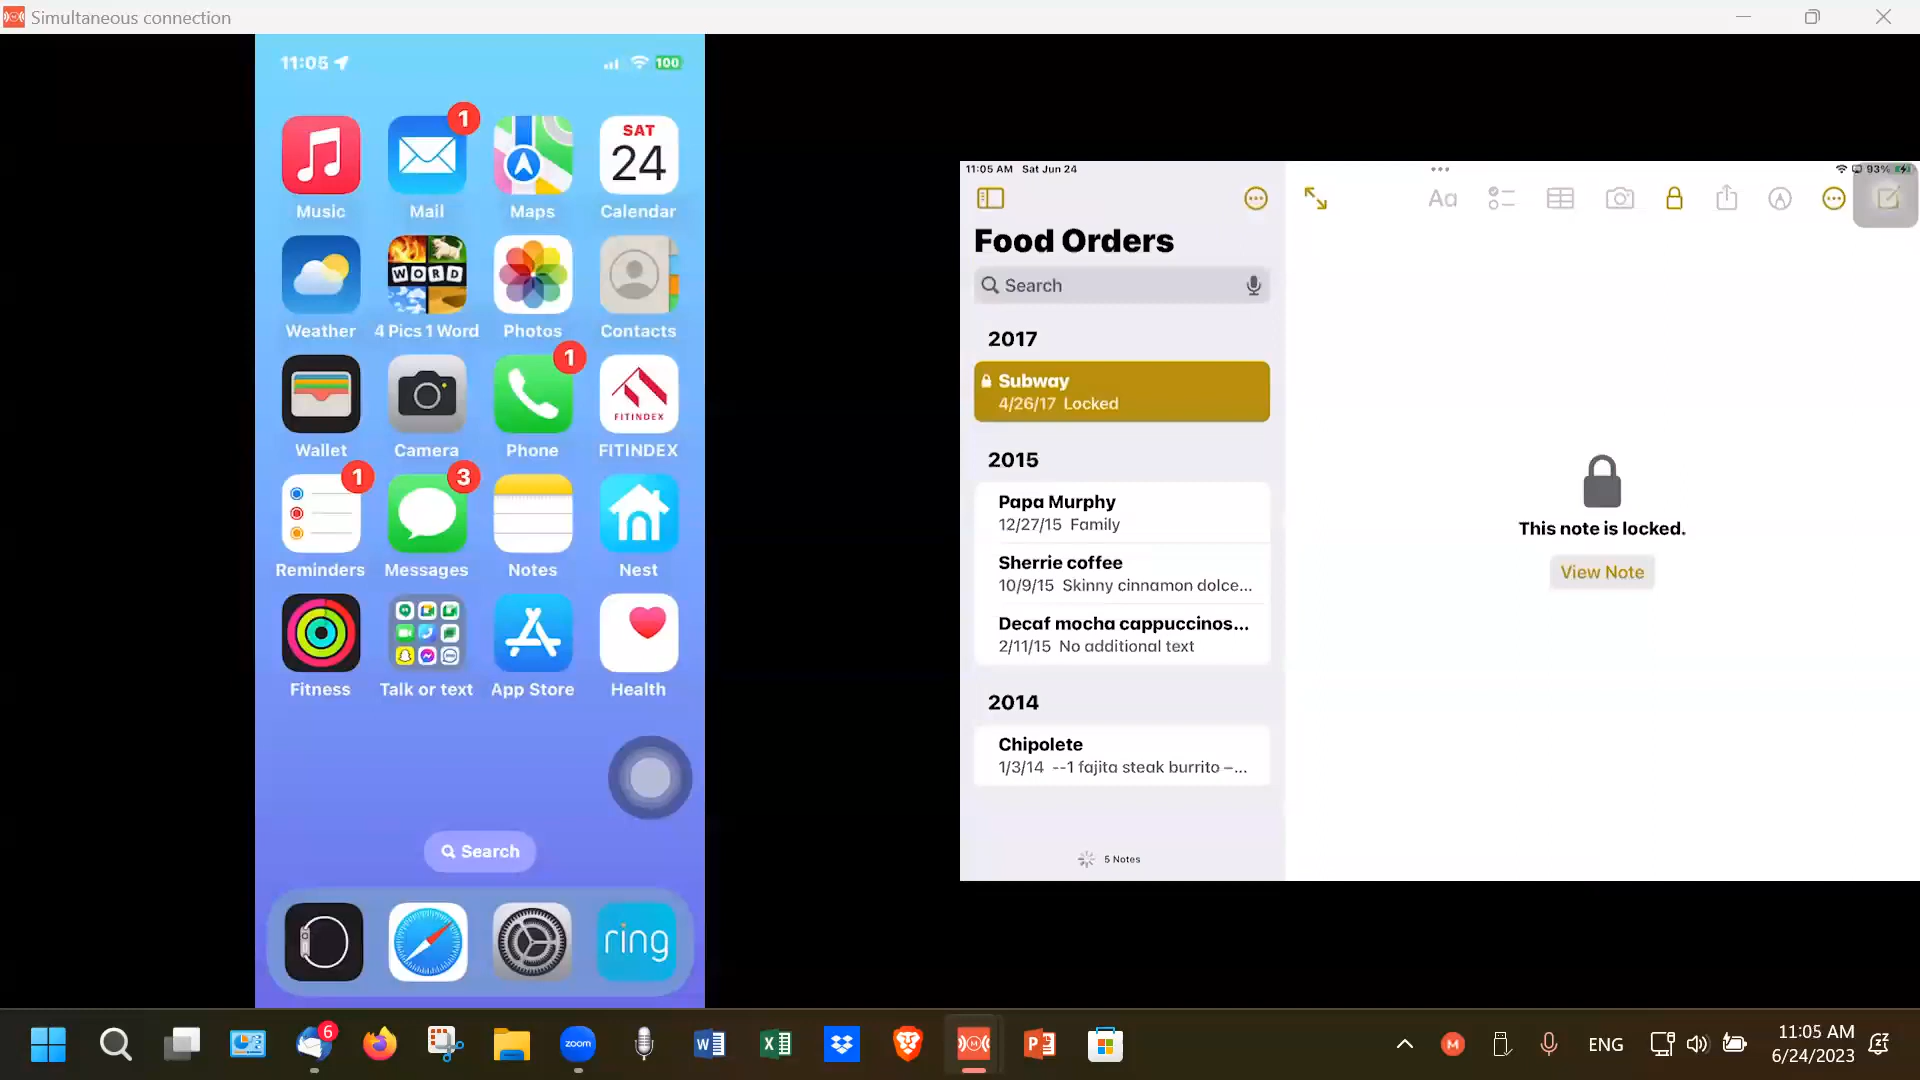 Simultaneous connection
11:05
100
1
SAT
24
Music
Mail
Maps
Calendar
WORD
Weather
4 Pics 1 Word
Photos
Contacts
1
FITINDEX
Wallet
Camera
Phone
FITINDEX
1
3
Reminders
Messages
Notes
Nest
Fitness
Talk or text
App Store
Health
Search
ring
11:05 AM Sat Jun 24
93%
Aa
Food Orders
Search
2017
Subway
4/26/17 Locked
2015
Papa Murphy
12/27/15 Family
Sherrie coffee
10/9/15 Skinny cinnamon dolce...
Decaf mocha cappuccinos...
2/11/15 No additional text
2014
Chipolete
1/3/14 --1 fajita steak burrito –...
5 Notes
This note is locked.
View Note
6
zoom
W
X
P
M
ENG
11:05 AM
6/24/2023